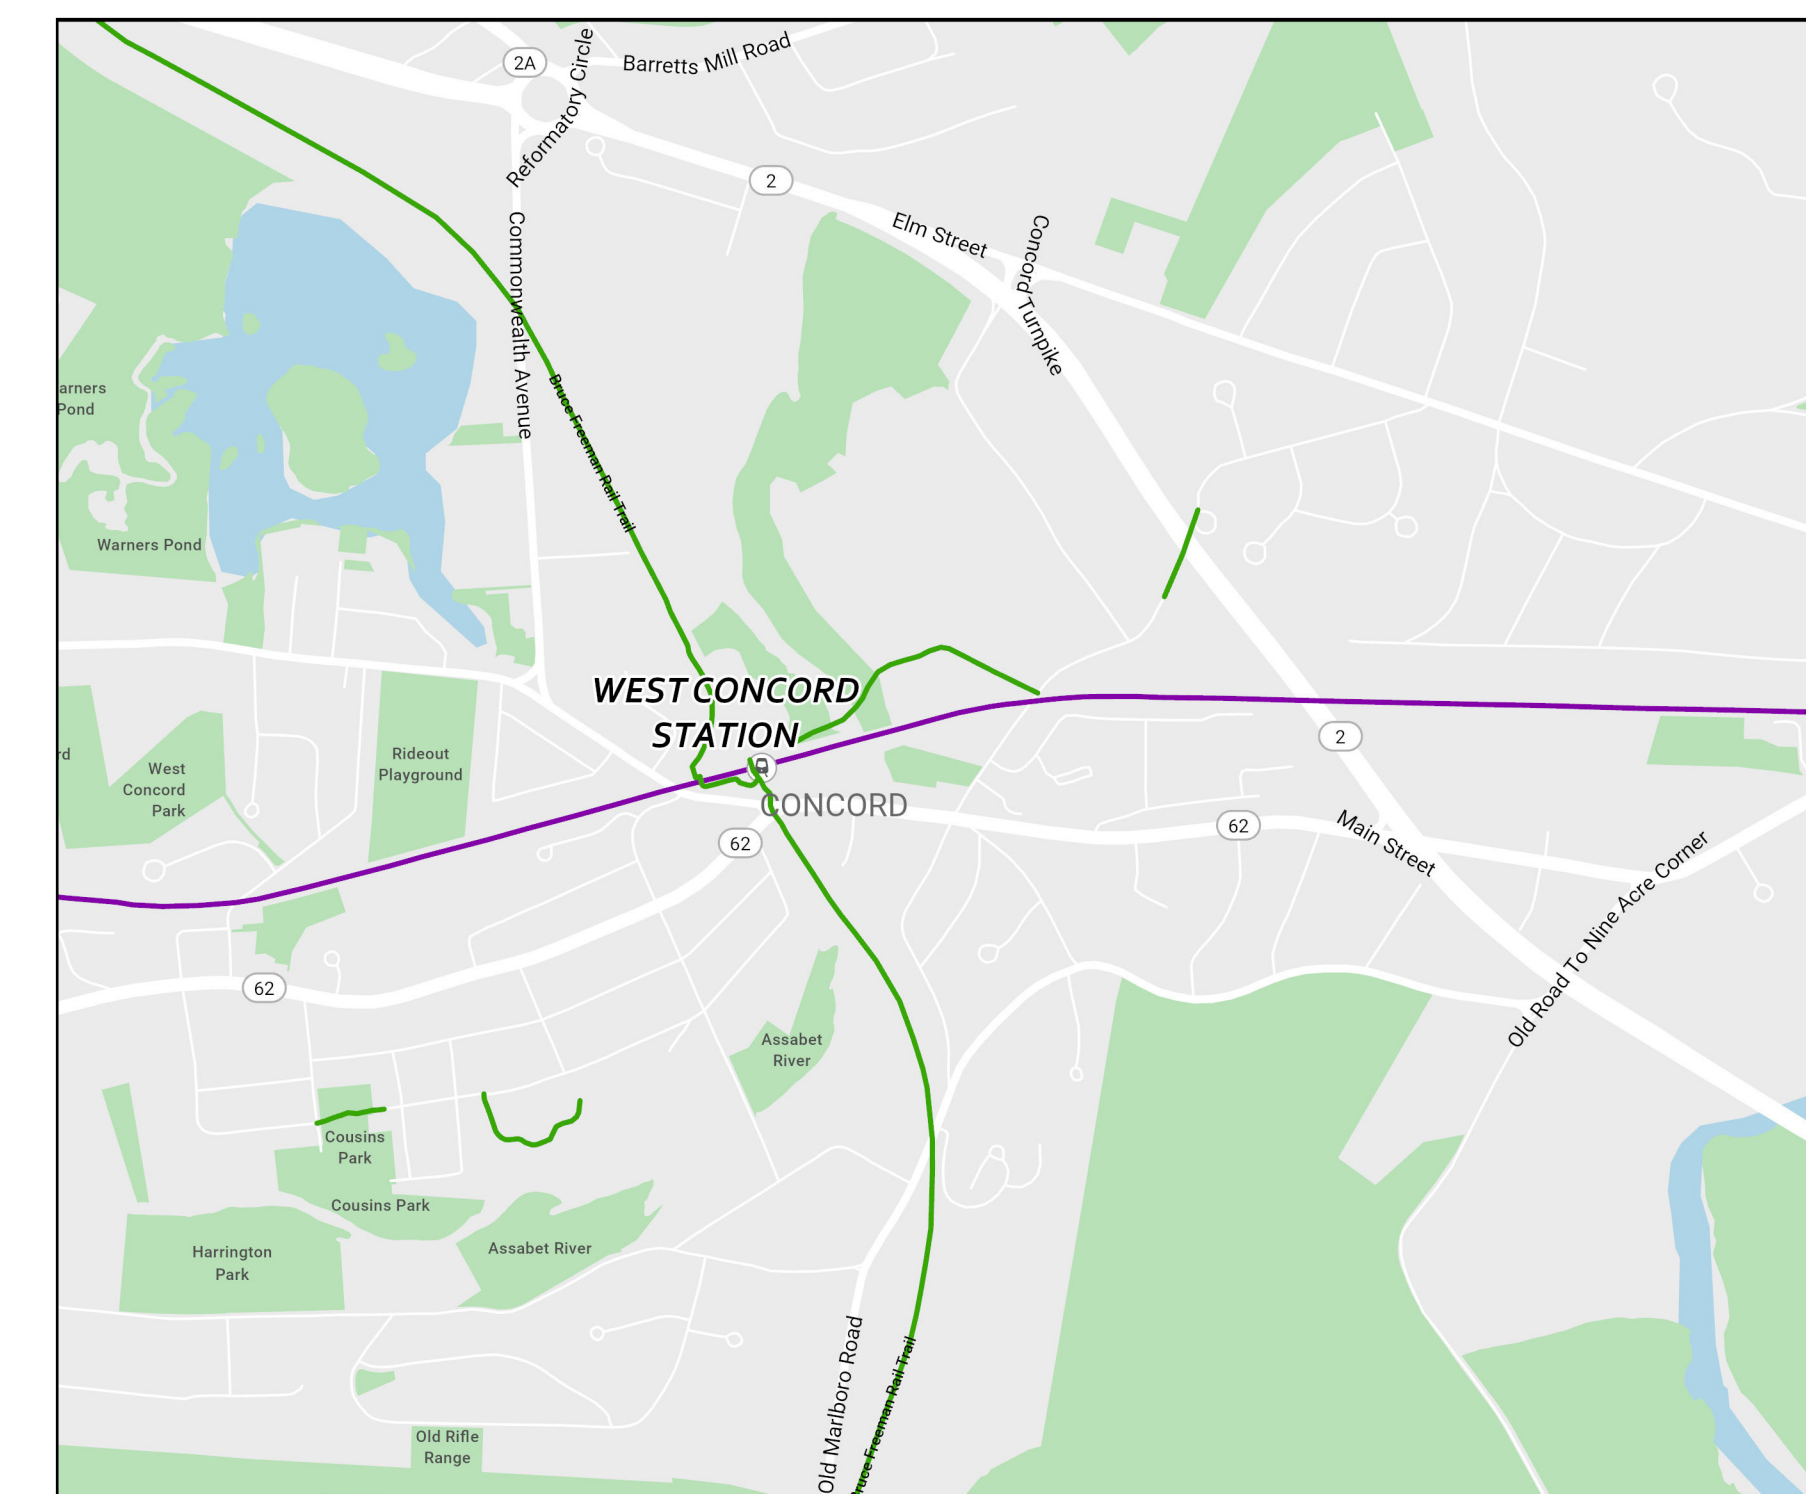 2A
Reformatory Circle
Barretts Mill Road
2
Elm Street
Concord Turnpike
Commonwealth Avenue
Bruce Freeman Rail Trail
arners
Pond
Warners Pond
WEST CONCORD
STATION
rd
West
Concord
Park
Rideout
Playground
CONCORD
2
62
62
Main Street
Old Road To Nine Acre Corner
62
Assabet
River
Cousins
Park
Cousins Park
Harrington
Park
Assabet River
Old Marlboro Road
ruce Freeman Rail Trail
Old Rifle
Range